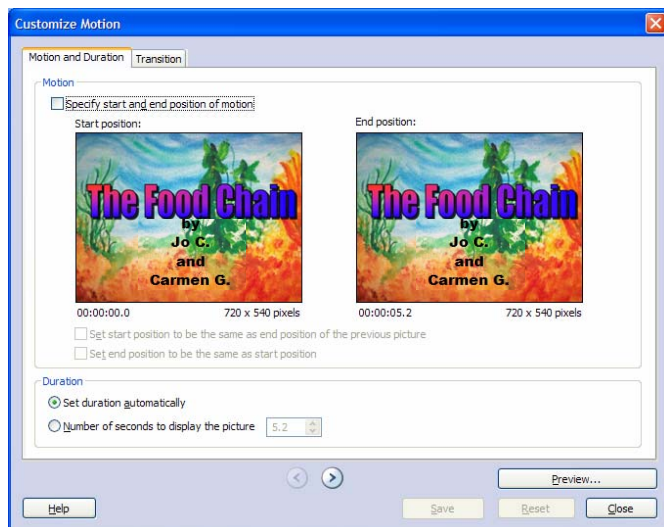 Customize Motion
Motion and Duration Transition
Motion
Specify start and end position of motion
Start position: End position:
The Food Chain The Food Chain
by by
Jo C. Jo C.
and and
Carmen G. Carmen G.
00:00:00.0 720 x 540 pixels 00:00:05.2 720 x 540 pixels
Set start position to be the same as end position of the previous picture
Set end position to be the same as start position
Duration
Set duration automatically
Number of seconds to display the picture 5.2
Preview...
Help Save Reset Close